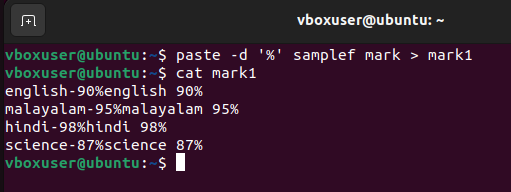 vboxuser@ubuntu: ~
vboxuser@ubuntu:~$ paste -d '%' samplef mark > mark1
vboxuser@ubuntu:~$ cat mark1
english-90%english 90%
malayalam-95%malayalam 95%
hindi-98%hindi 98%
science-87%science 87%
vboxuser@ubuntu:~$